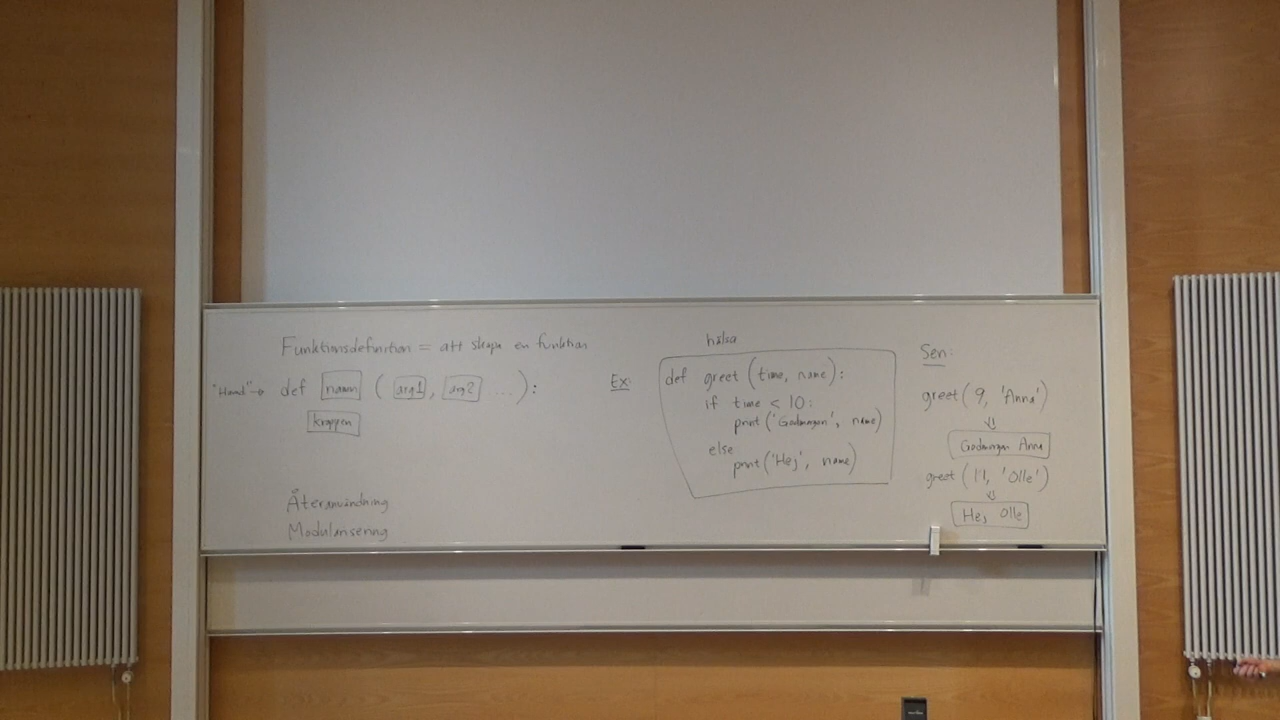 Funktionsdefinition = att skapa en funktion
"Huvud" → def namn ( arg1, arg2 ... ):
kroppen
Återanvändning
Modularisering
Ex:
hälsa
def greet (time, name):
if time < 10:
print ('Godmorgon', name)
else
print ('Hej', name)
Sen:
greet ( 9, 'Anna' )
⇓
Godmorgon Anna
greet ( 11, 'Olle' )
⇓
Hej Olle